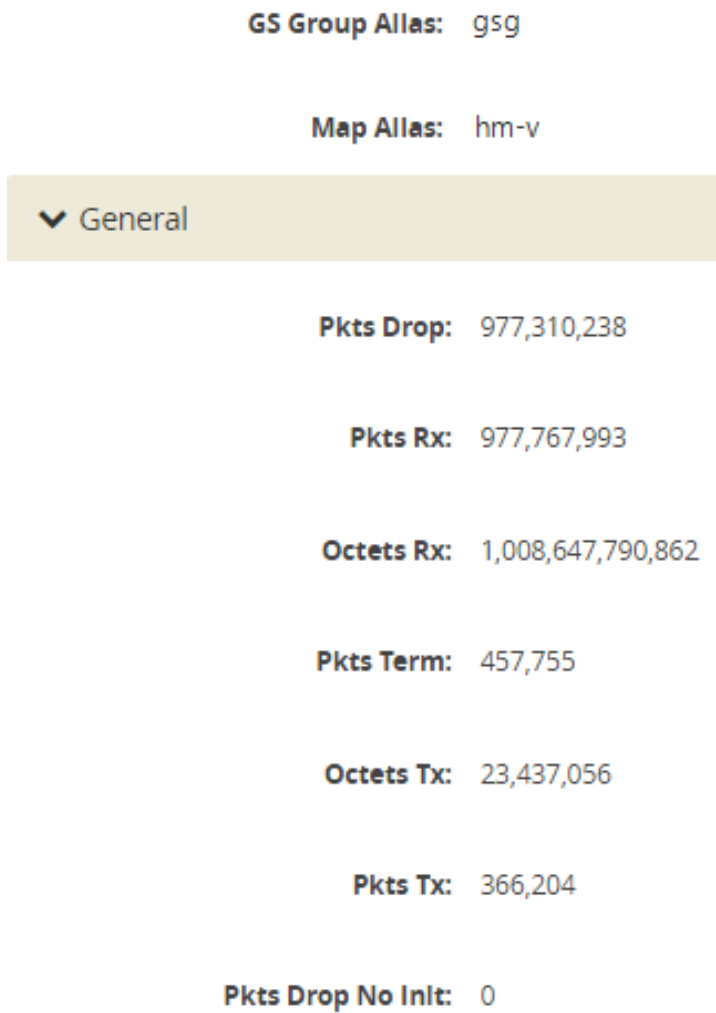 GS Group Alias: gsg
Map Alias: hm-v
General
Pkts Drop: 977,310,238
Pkts Rx: 977,767,993
Octets Rx: 1,008,647,790,862
Pkts Term: 457,755
Octets Tx: 23,437,056
Pkts Tx: 366,204
Pkts Drop No Init: 0